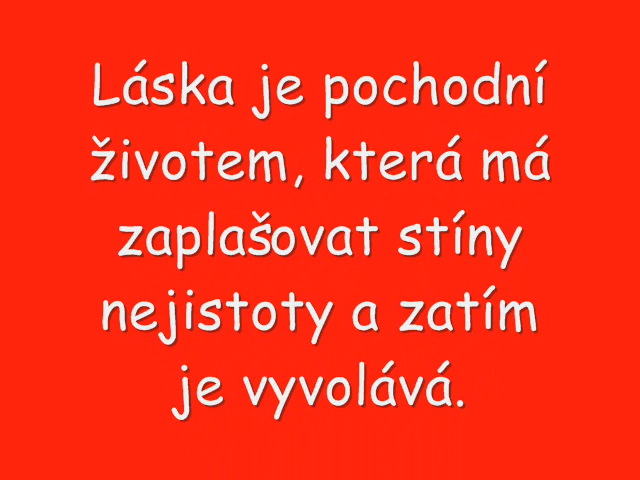 Láska je pochodní
životem, která má
zaplašovat stíny
nejistoty a zatím
je vyvolává.